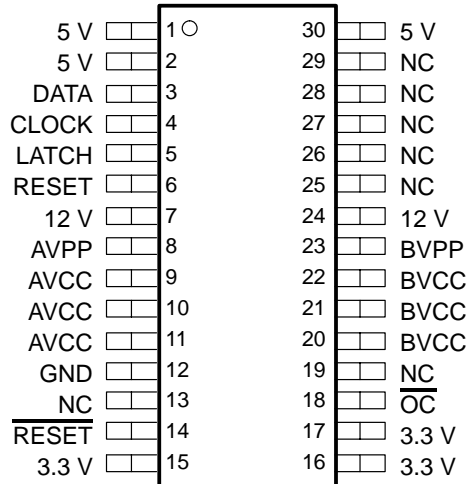 5 V 1 30 5 V
5 V 2 29 NC
DATA 3 28 NC
CLOCK 4 27 NC
LATCH 5 26 NC
RESET 6 25 NC
12 V 7 24 12 V
AVPP 8 23 BVPP
AVCC 9 22 BVCC
AVCC 10 21 BVCC
AVCC 11 20 BVCC
GND 12 19 NC
NC 13 18 O̅C̅
R̅E̅S̅E̅T̅ 14 17 3.3 V
3.3 V 15 16 3.3 V